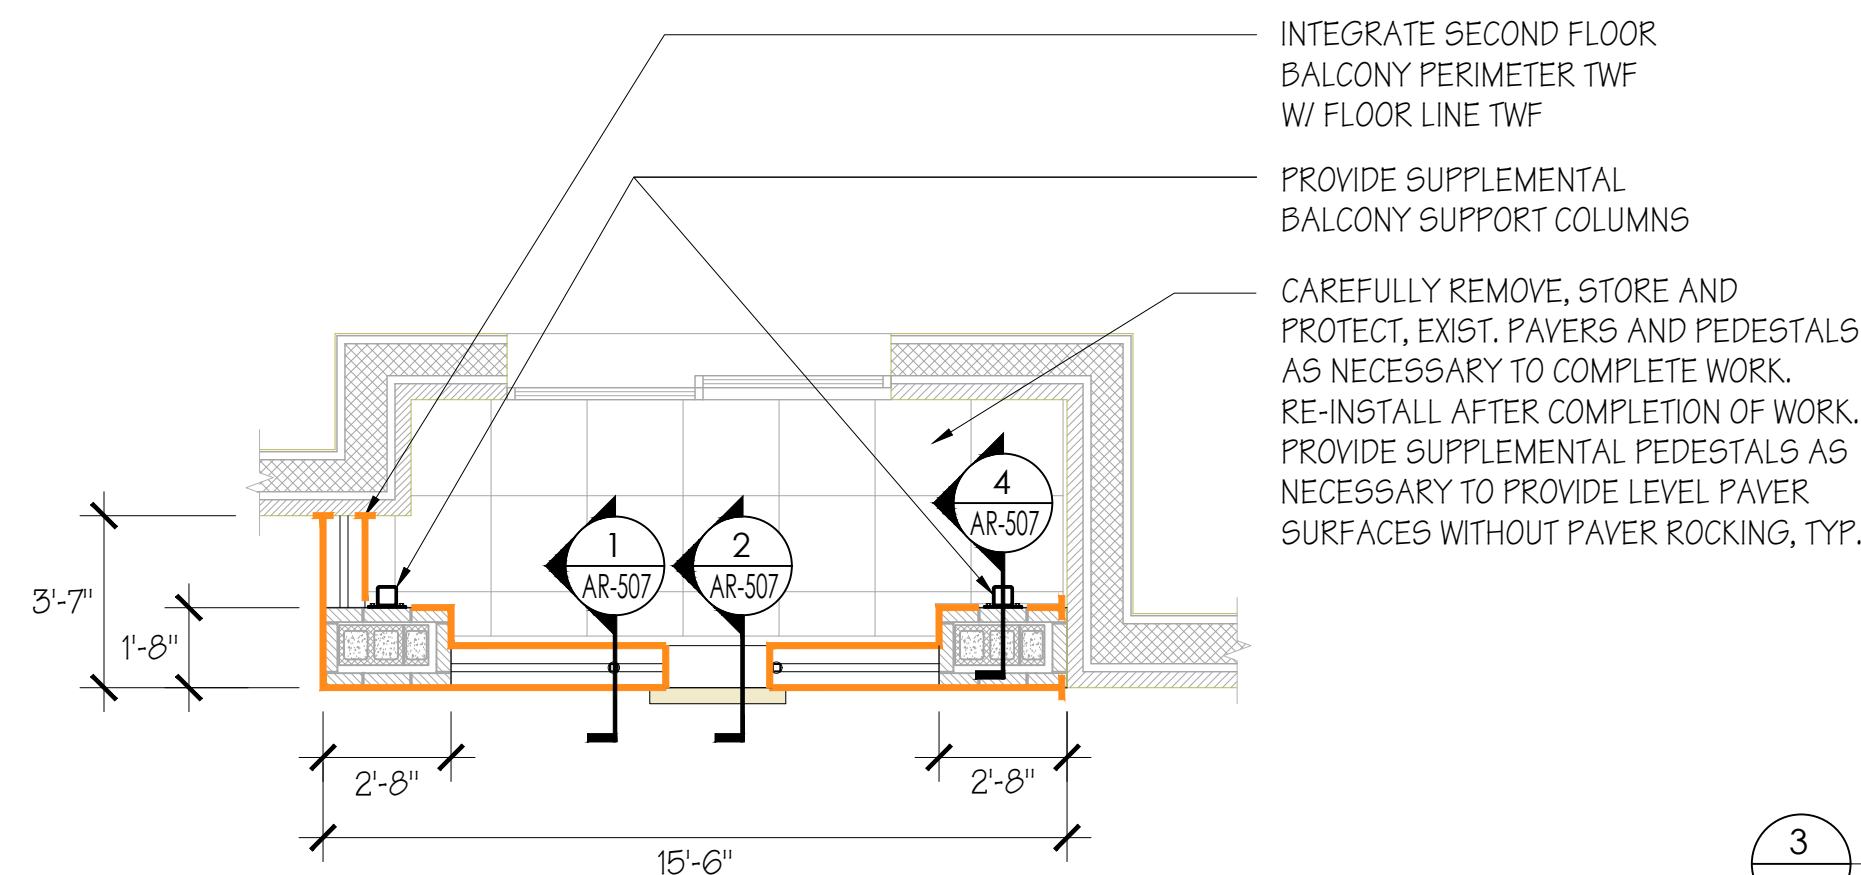 INTEGRATE SECOND FLOOR
BALCONY PERIMETER TWF
W/ FLOOR LINE TWF
PROVIDE SUPPLEMENTAL
BALCONY SUPPORT COLUMNS
CAREFULLY REMOVE, STORE AND
PROTECT, EXIST. PAVERS AND PEDESTALS
AS NECESSARY TO COMPLETE WORK.
RE-INSTALL AFTER COMPLETION OF WORK.
PROVIDE SUPPLEMENTAL PEDESTALS AS
NECESSARY TO PROVIDE LEVEL PAVER
SURFACES WITHOUT PAVER ROCKING, TYP.
4
AR-507
1
AR-507
2
AR-507
3'-7"
1'-8"
2'-8"
2'-8"
15'-6"
3